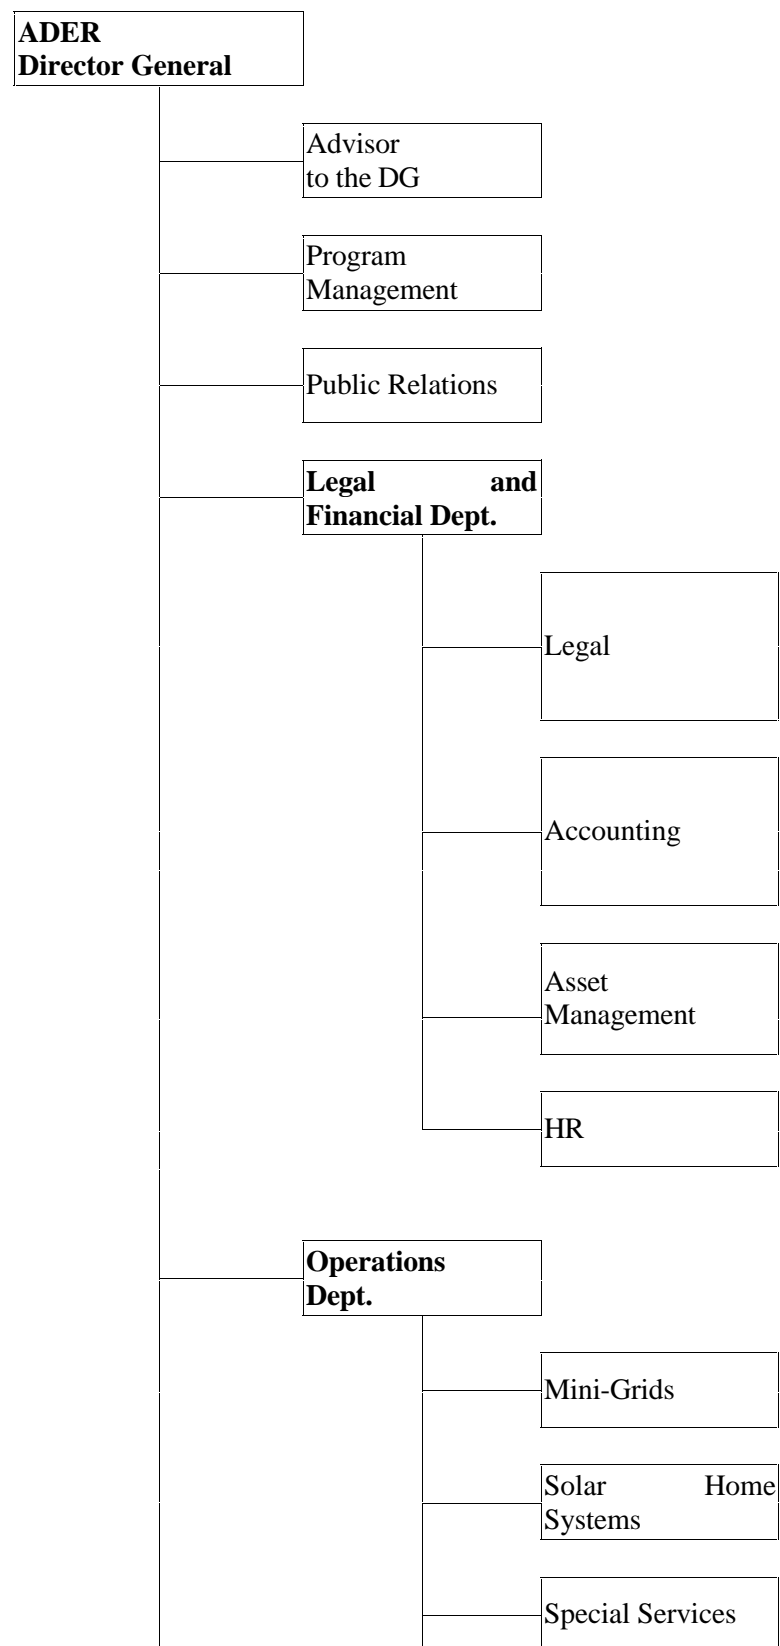 ADER
Director General
Advisor
to the DG
Program
Management
Public Relations
Legal and
Financial Dept.
Legal
Accounting
Asset
Management
HR
Operations
Dept.
Mini-Grids
Solar Home
Systems
Special Services